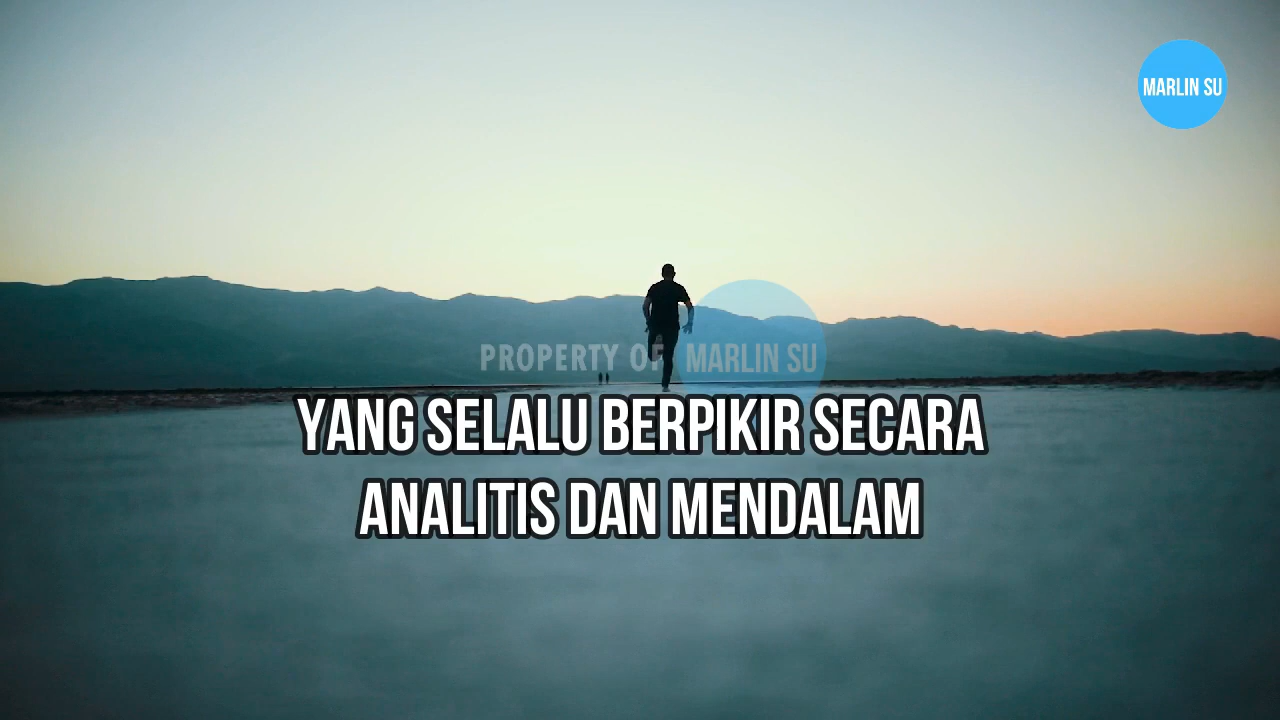 MARLIN SU
PROPERTY OF MARLIN SU
YANG SELALU BERPIKIR SECARA
ANALITIS DAN MENDALAM